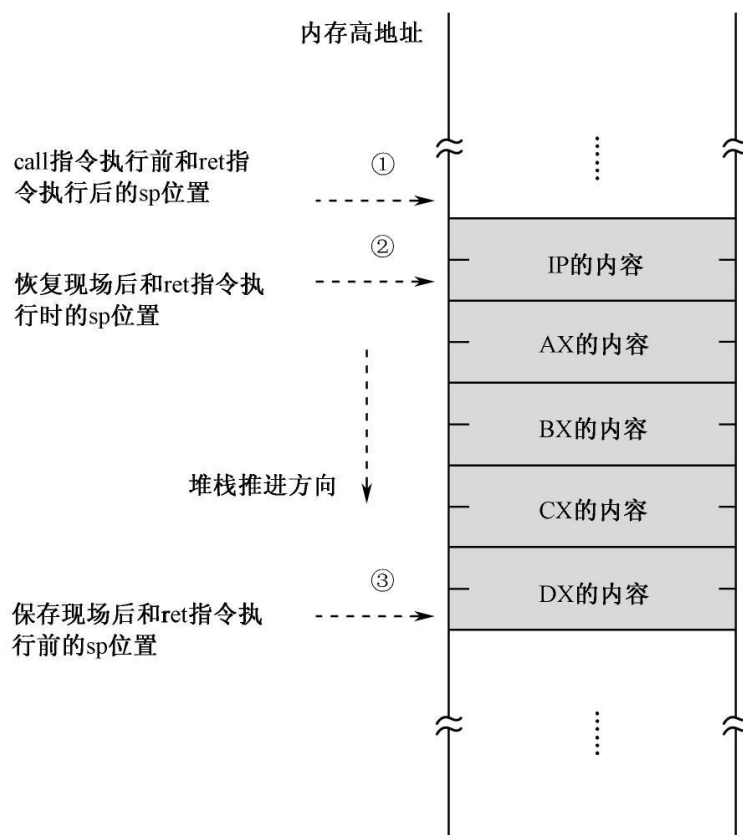 内存高地址
call指令执行前和ret指
令执行后的sp位置
①
②
恢复现场后和ret指令执
行时的sp位置
堆栈推进方向
③
保存现场后和ret指令执
行前的sp位置
IP的内容
AX的内容
BX的内容
CX的内容
DX的内容